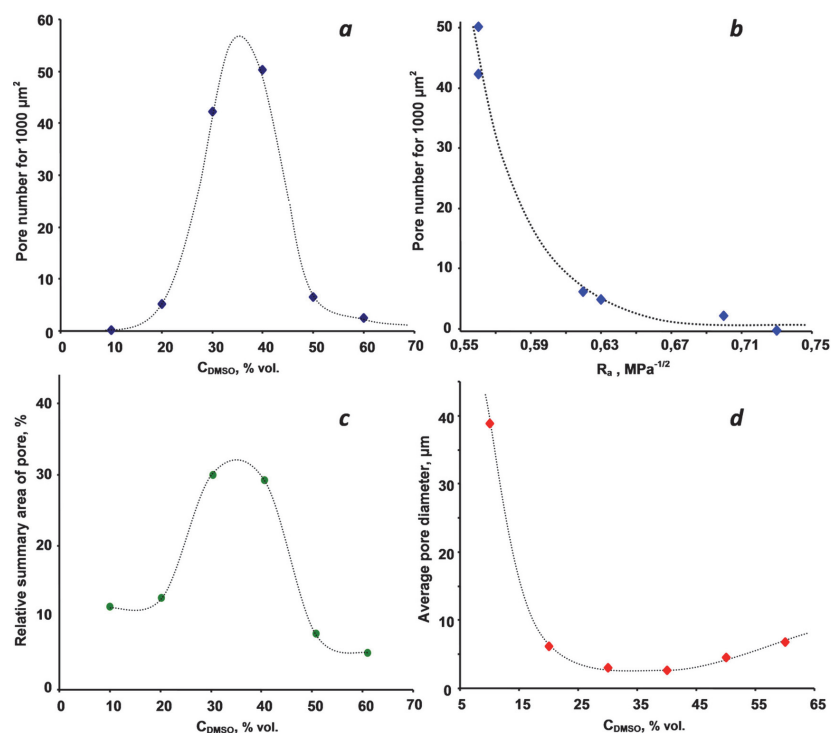 a
Pore number for 1000 µm²
60
50
40
30
20
10
0
0 10 20 30 40 50 60 70
C_DMSO, % vol.
b
Pore number for 1000 µm²
50
40
30
20
10
0
0,55 0,59 0,63 0,67 0,71 0,75
R_a , MPa^-1/2
c
Relative summary area of pore, %
40
30
20
10
0
0 10 20 30 40 50 60 70
C_DMSO, % vol.
d
Average pore diameter, µm
40
30
20
10
0
5 15 25 35 45 55 65
C_DMSO, % vol.